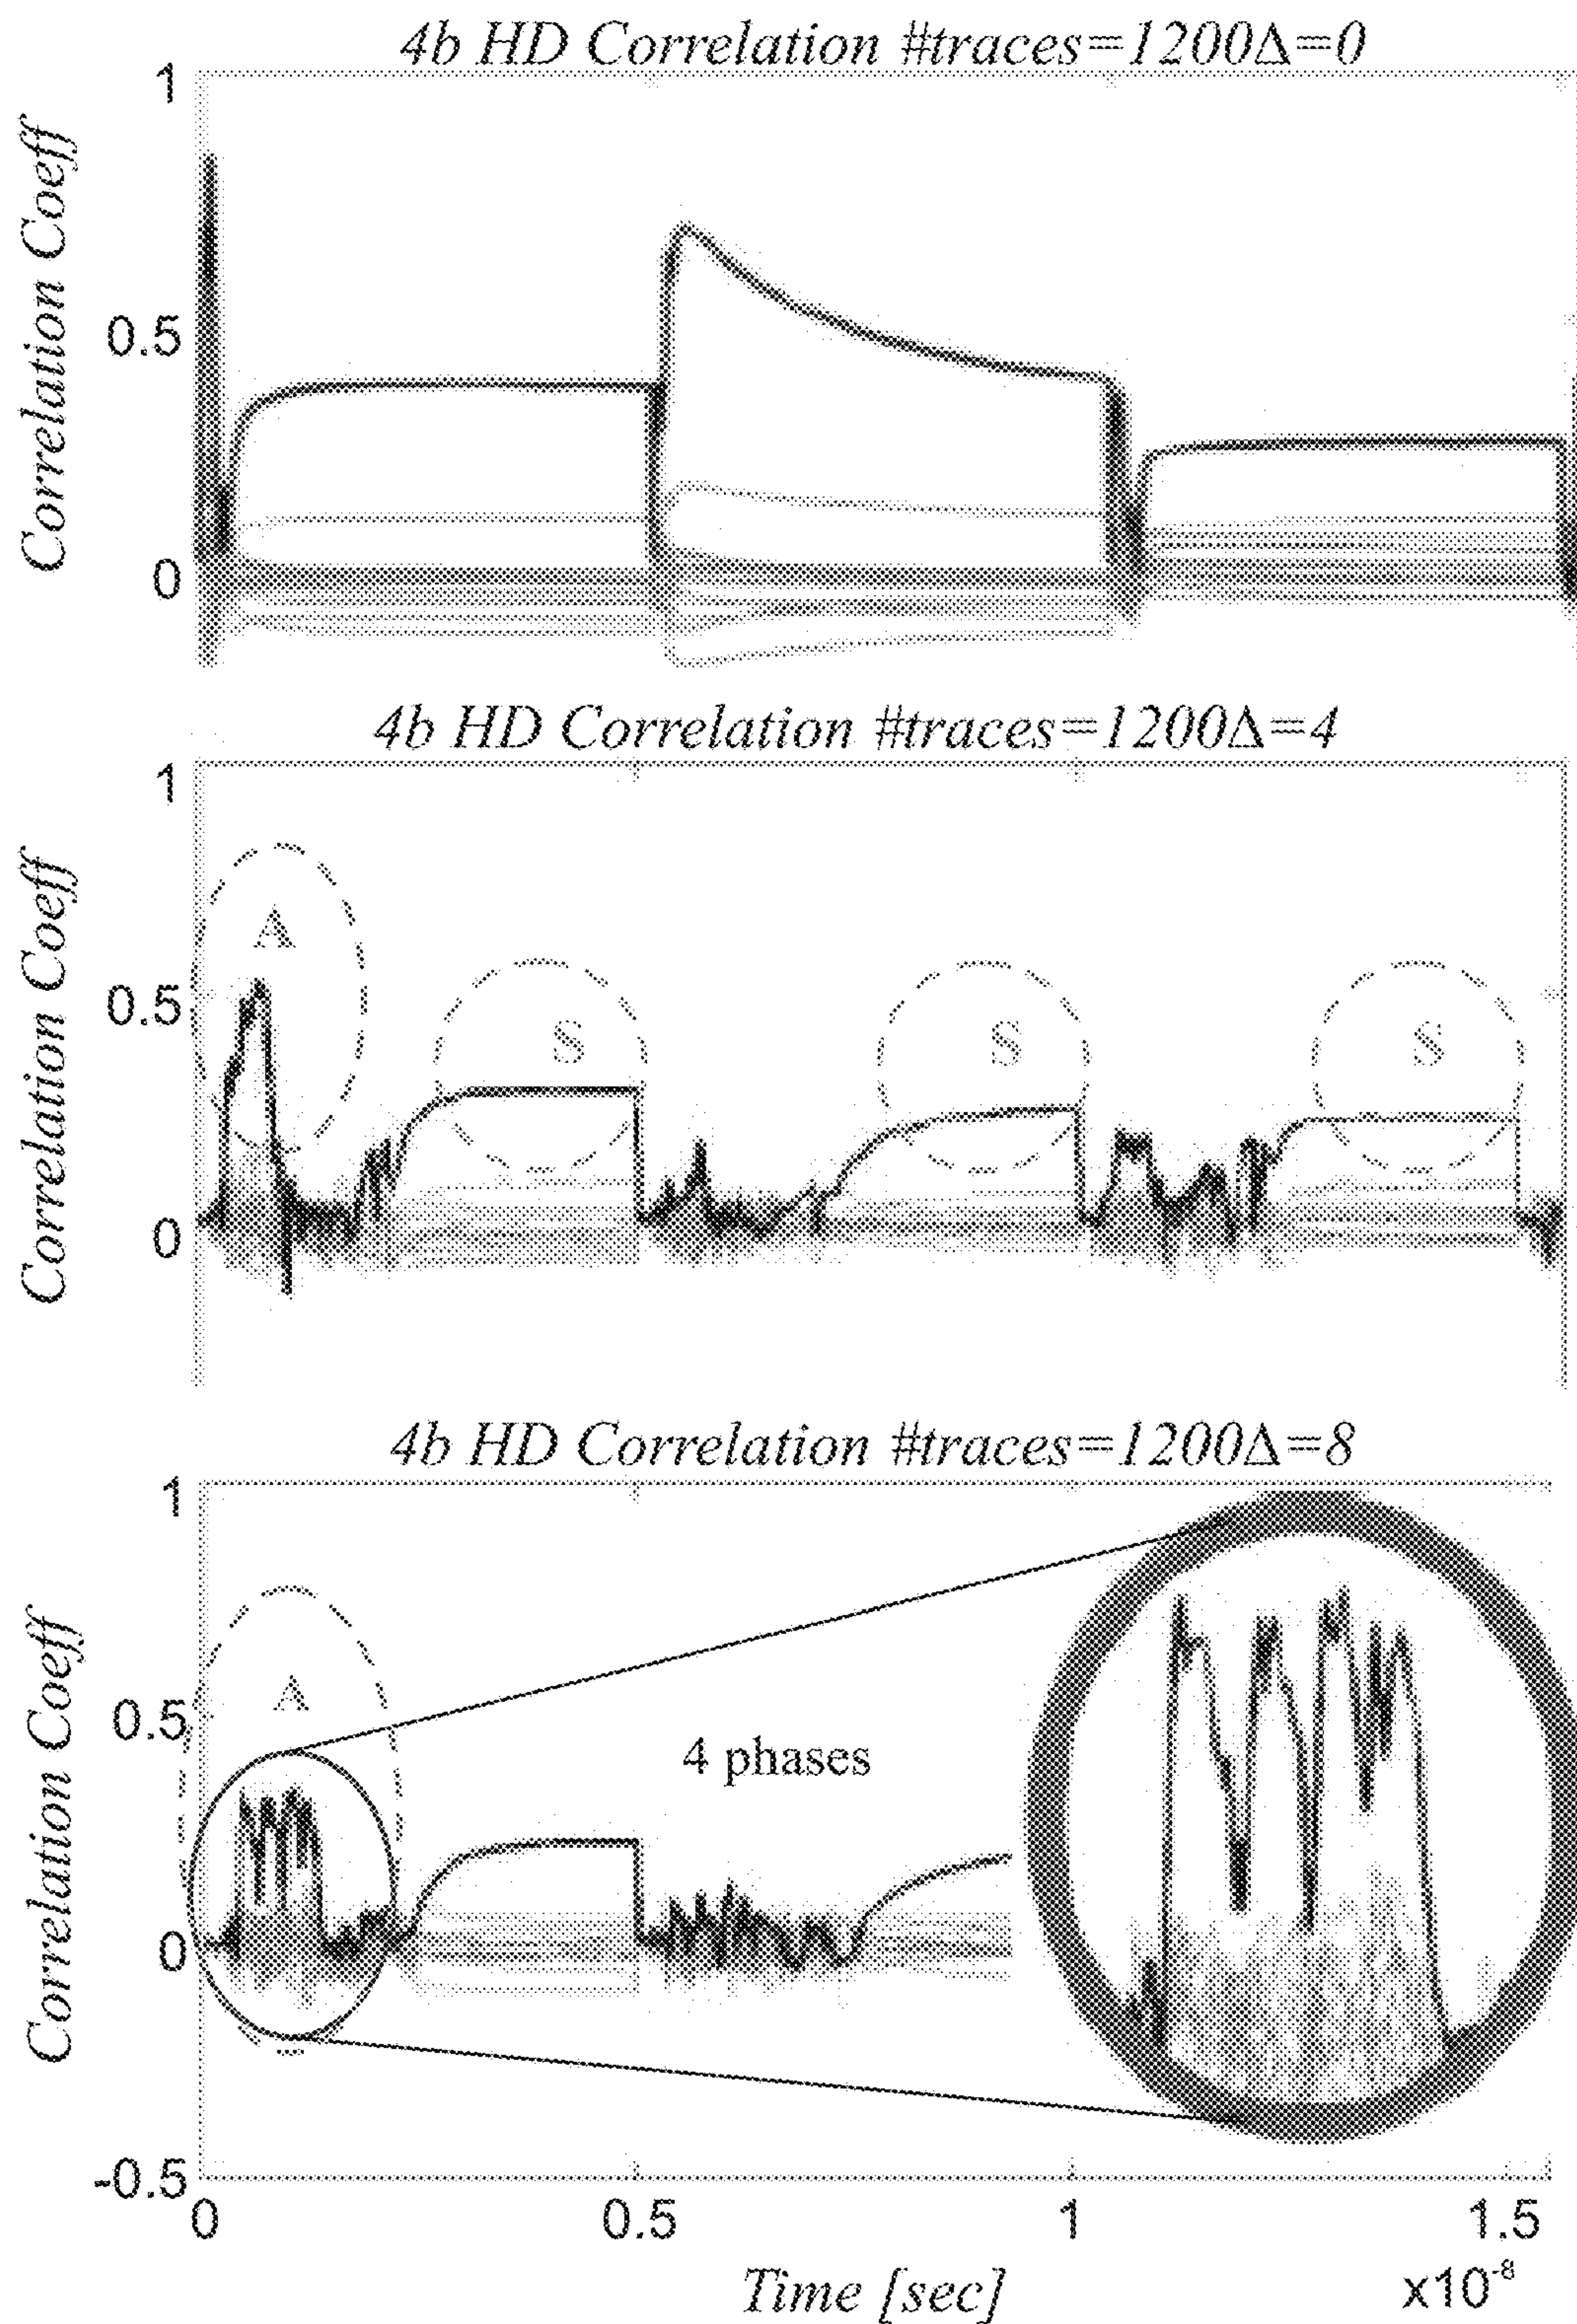 4b HD Correlation #traces=1200Δ=0
Correlation Coeff
1
0.5
0
4b HD Correlation #traces=1200Δ=4
Correlation Coeff
1
0.5
0
A
S
S
S
4b HD Correlation #traces=1200Δ=8
Correlation Coeff
1
0.5
0
-0.5
A
4 phases
0
0.5
1
1.5
x10-8
Time [sec]